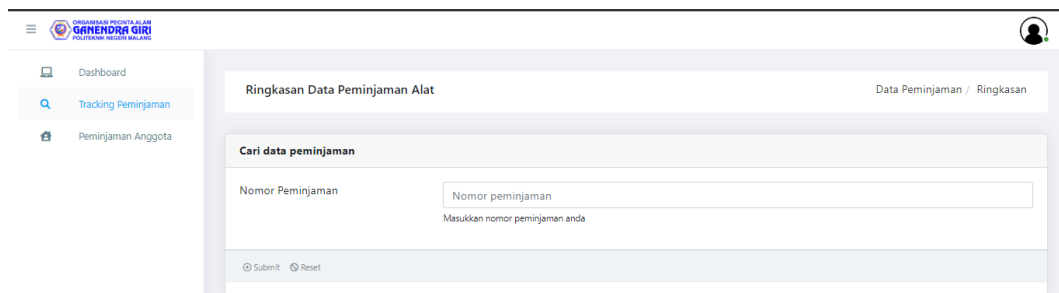 ORGANISASI PECINTA ALAM
GANENDRA GIRI
POLITEKNIK NEGERI MALANG
Dashboard
Tracking Peminjaman
Peminjaman Anggota
Ringkasan Data Peminjaman Alat
Data Peminjaman / Ringkasan
Cari data peminjaman
Nomor Peminjaman
Nomor peminjaman
Masukkan nomor peminjaman anda
Submit Reset